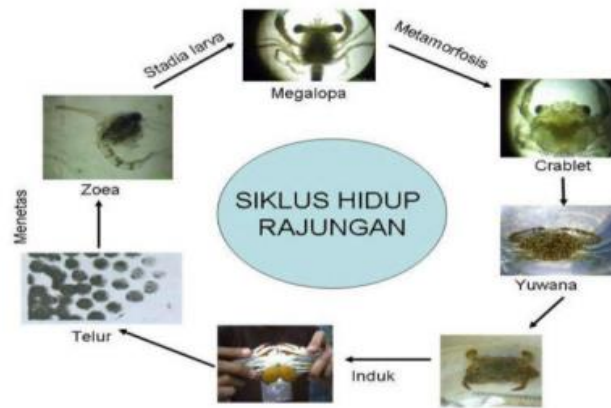 Stadia larva
Megalopa
Metamorfosis
Crablet
Zoea
SIKLUS HIDUP
RAJUNGAN
Menetas
Yuwana
Telur
Induk